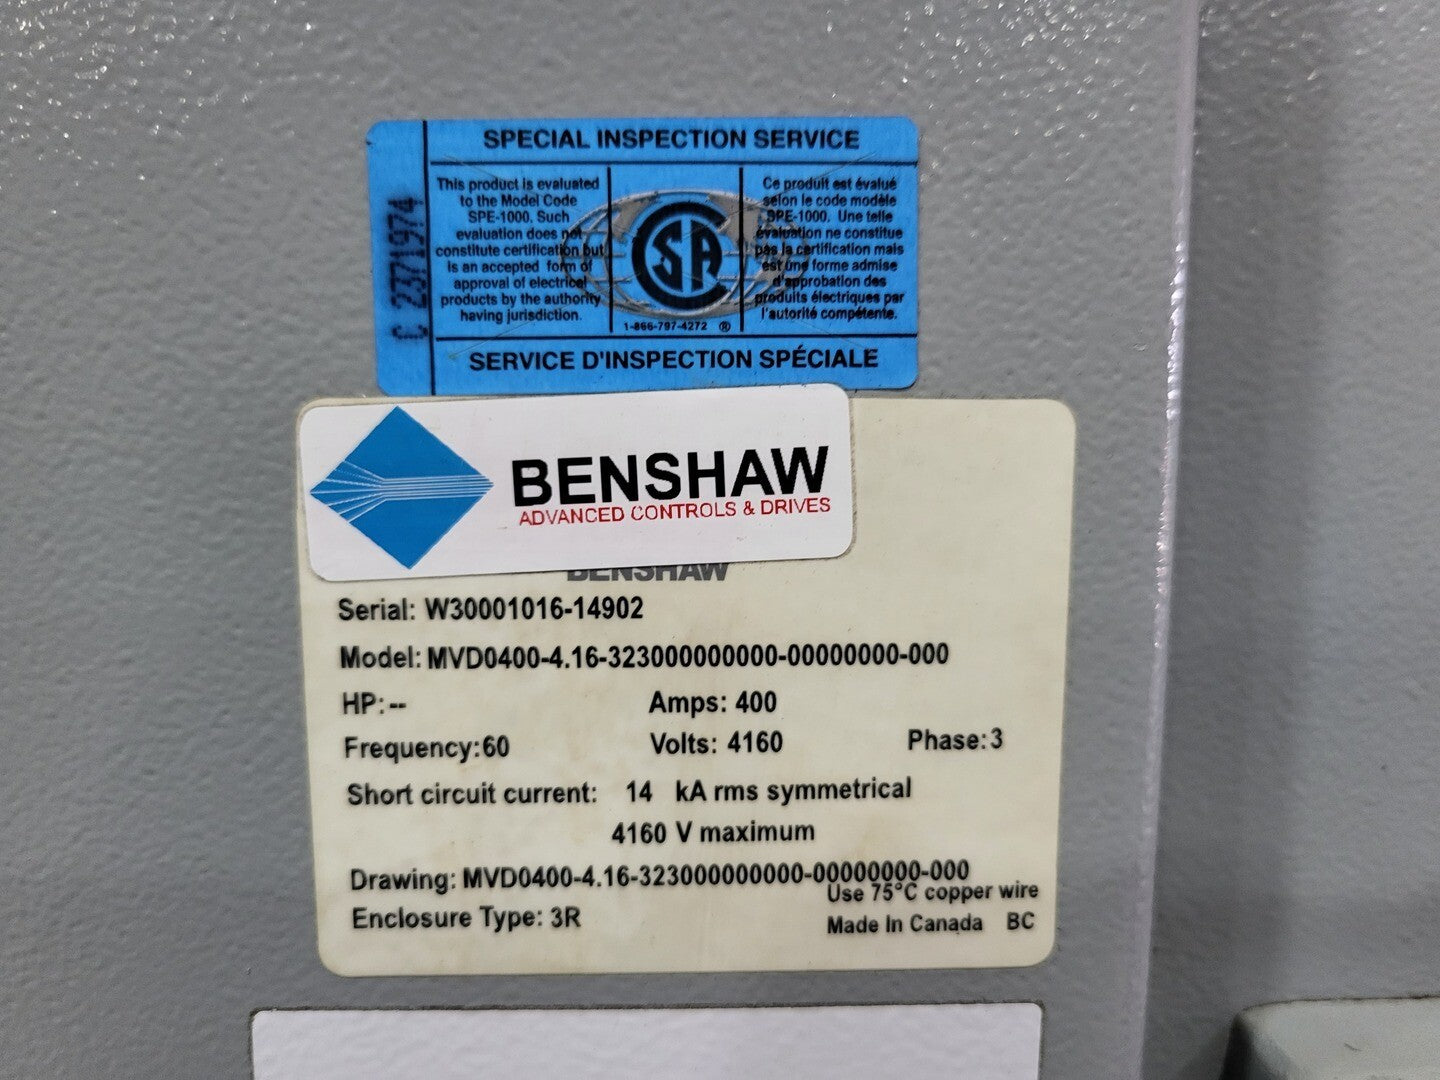 SPECIAL INSPECTION SERVICE
C 2371974
This product is evaluated
to the Model Code
SPE-1000. Such
evaluation does not
constitute certification but
is an accepted form of
approval of electrical
products by the authority
having jurisdiction.
SA
1-866-797-4272 ®
Ce produit est évalué
selon le code modèle
SPE-1000. Une telle
évaluation ne constitue
pas la certification mais
est une forme admise
d'approbation des
produits électriques par
l'autorité compétente.
SERVICE D'INSPECTION SPÉCIALE
BENSHAW
ADVANCED CONTROLS & DRIVES
BENSHAW
Serial: W30001016-14902
Model: MVD0400-4.16-323000000000-00000000-000
HP:-- Amps: 400
Frequency:60 Volts: 4160 Phase:3
Short circuit current: 14 kA rms symmetrical
4160 V maximum
Drawing: MVD0400-4.16-323000000000-00000000-000
Use 75°C copper wire
Enclosure Type: 3R
Made In Canada BC